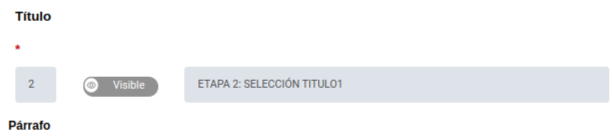 Título
*
2 Visible ETAPA 2: SELECCIÓN TITULO1
Párrafo